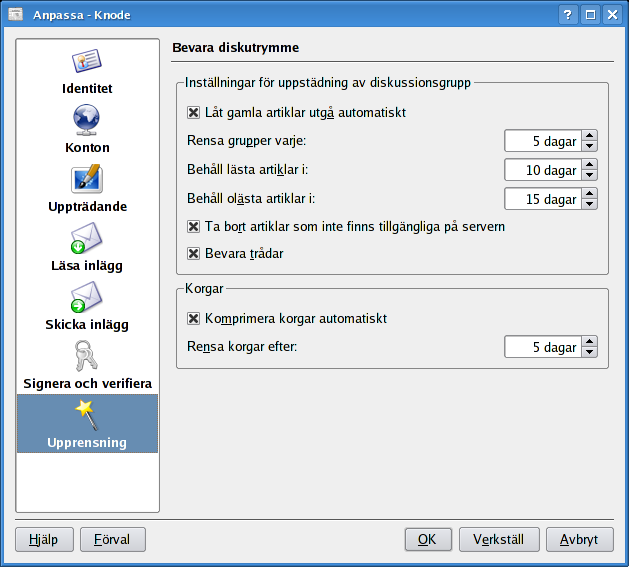 Anpassa - Knode
Identitet
Konton
Uppträdande
Läsa inlägg
Skicka inlägg
Signera och verifiera
Upprensning
Bevara diskutrymme
Inställningar för uppstädning av diskussionsgrupp
Låt gamla artiklar utgå automatiskt
Rensa grupper varje: 5 dagar
Behåll lästa artiklar i: 10 dagar
Behåll olästa artiklar i: 15 dagar
Ta bort artiklar som inte finns tillgängliga på servern
Bevara trådar
Korgar
Komprimera korgar automatiskt
Rensa korgar efter: 5 dagar
Hjälp Förval OK Verkställ Avbryt